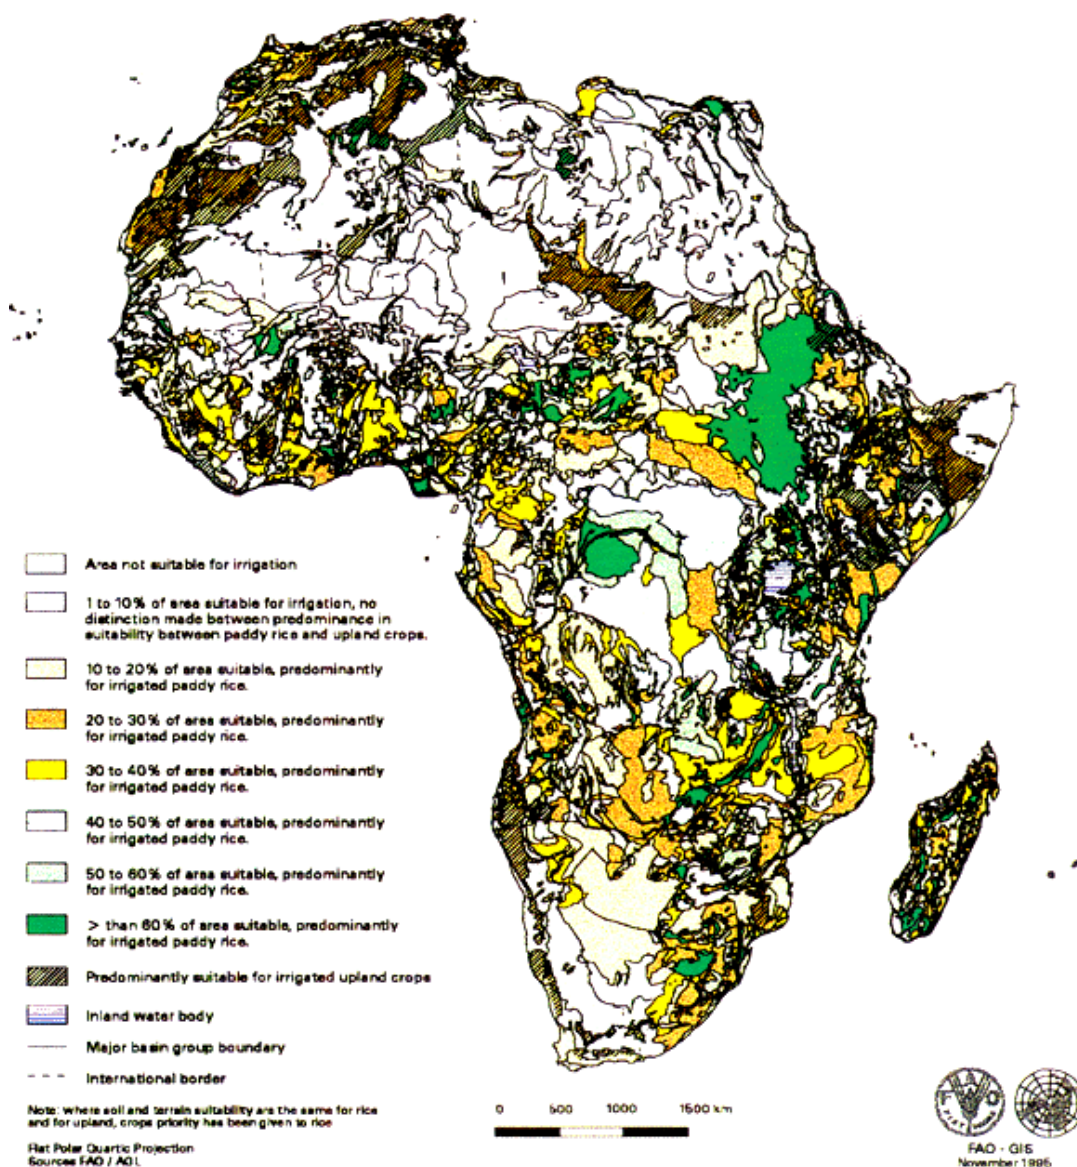 Area not suitable for irrigation
1 to 10% of area suitable for irrigation, no
distinction made between predominance in
suitability between paddy rice and upland crops.
10 to 20% of area suitable, predominantly
for irrigated paddy rice.
20 to 30% of area suitable, predominantly
for irrigated paddy rice.
30 to 40% of area suitable, predominantly
for irrigated paddy rice.
40 to 50% of area suitable, predominantly
for irrigated paddy rice.
50 to 60% of area suitable, predominantly
for irrigated paddy rice.
> than 60% of area suitable, predominantly
for irrigated paddy rice.
Predominantly suitable for irrigated upland crops
Inland water body
Major basin group boundary
International border
Note: where soil and terrain suitability are the same for rice
and for upland, crops priority has been given to rice
Flat Polar Quartic Projection
Sources FAO / AGL
0 500 1000 1500 km
F A O
FIAT PANIS
FAO - GIS
November 1995